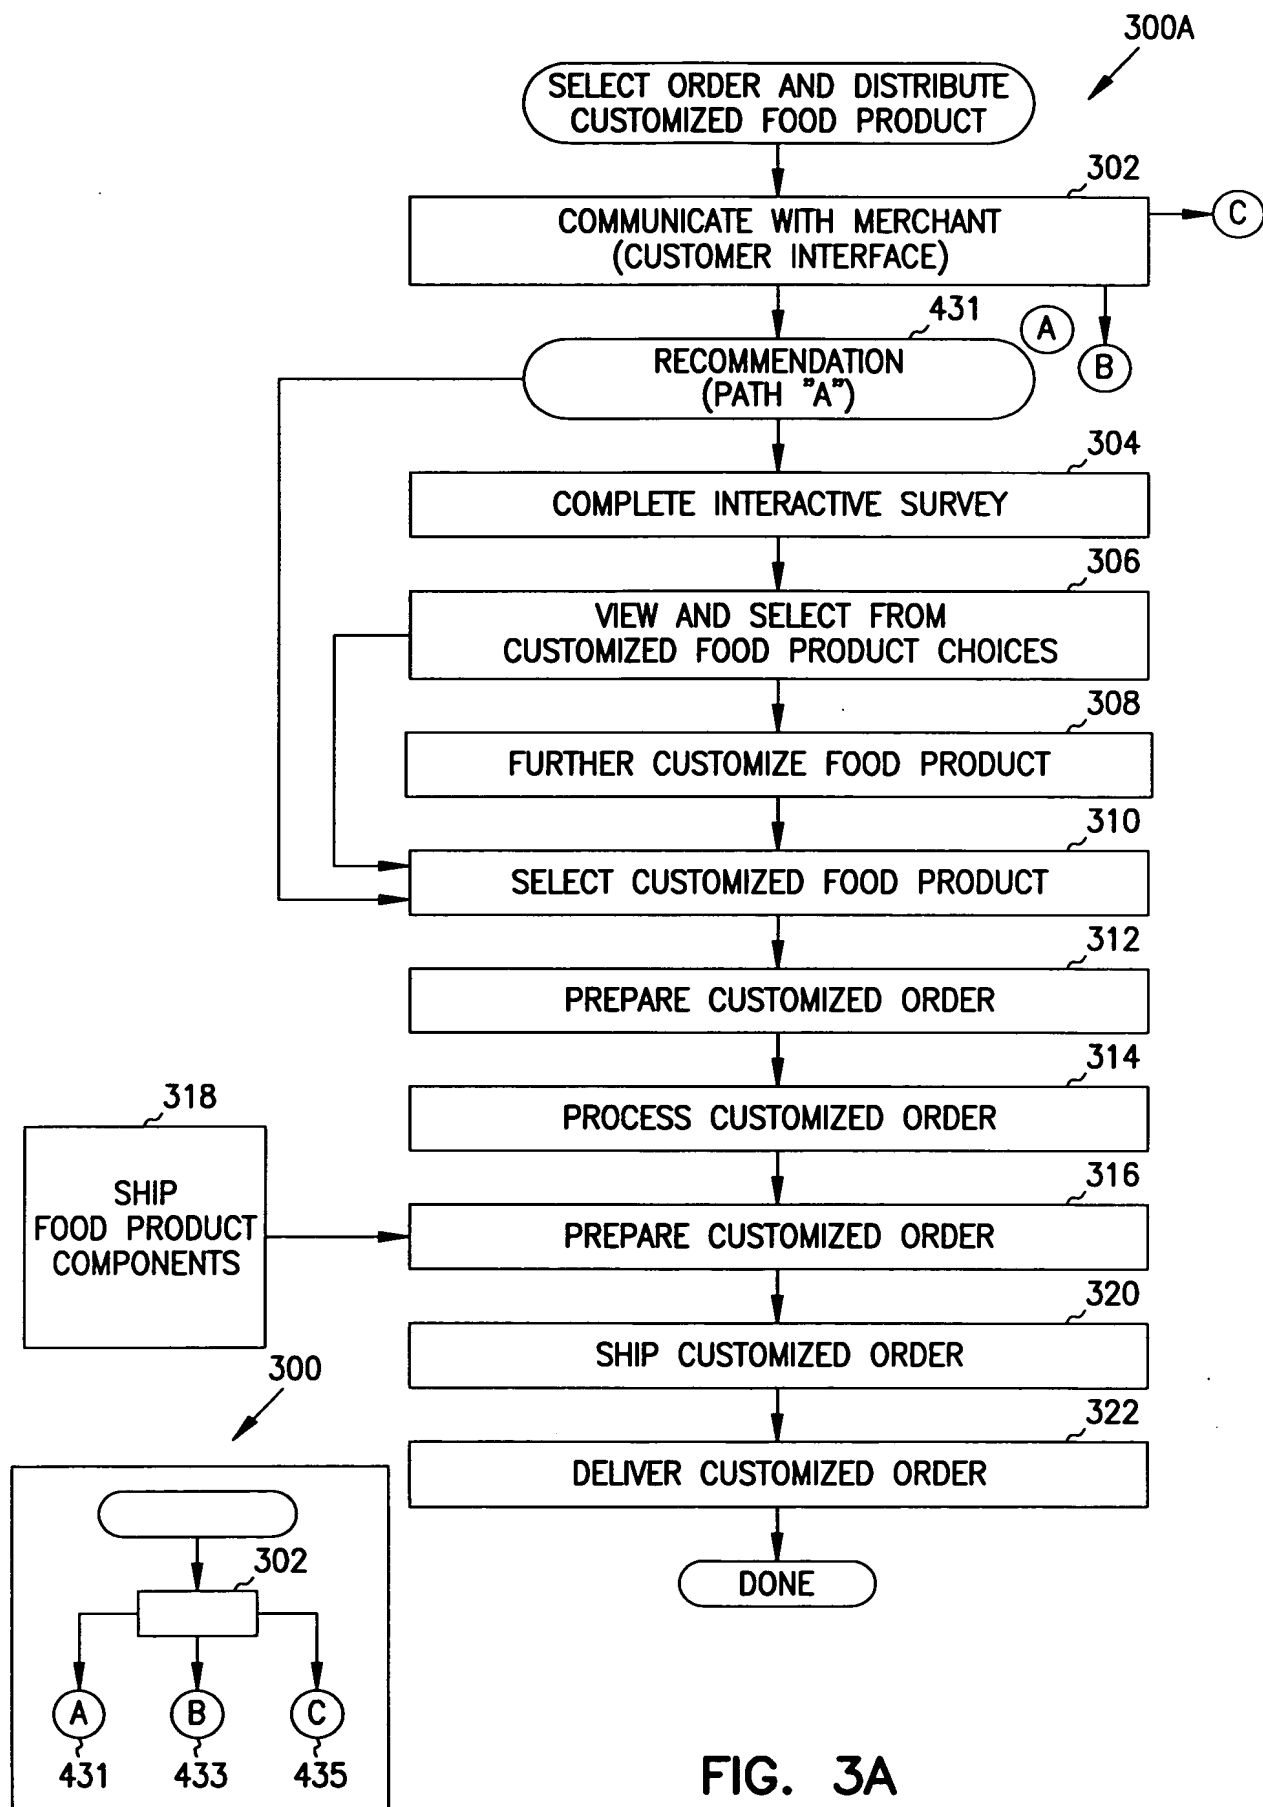 300A
SELECT ORDER AND DISTRIBUTE
CUSTOMIZED FOOD PRODUCT
302
COMMUNICATE WITH MERCHANT
(CUSTOMER INTERFACE)
C
431
A
B
RECOMMENDATION
(PATH "A")
304
COMPLETE INTERACTIVE SURVEY
306
VIEW AND SELECT FROM
CUSTOMIZED FOOD PRODUCT CHOICES
308
FURTHER CUSTOMIZE FOOD PRODUCT
310
SELECT CUSTOMIZED FOOD PRODUCT
312
PREPARE CUSTOMIZED ORDER
314
PROCESS CUSTOMIZED ORDER
318
SHIP
FOOD PRODUCT
COMPONENTS
316
PREPARE CUSTOMIZED ORDER
320
SHIP CUSTOMIZED ORDER
322
DELIVER CUSTOMIZED ORDER
DONE
300
302
A B C
431 433 435
FIG. 3A